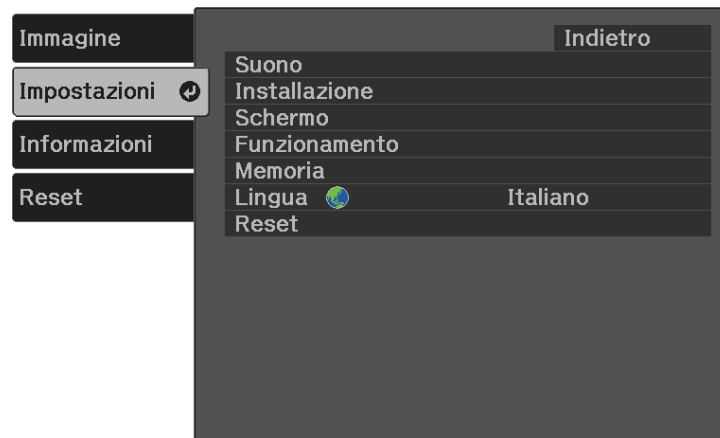 Immagine
Impostazioni
Informazioni
Reset
Indietro
Suono
Installazione
Schermo
Funzionamento
Memoria
Lingua Italiano
Reset